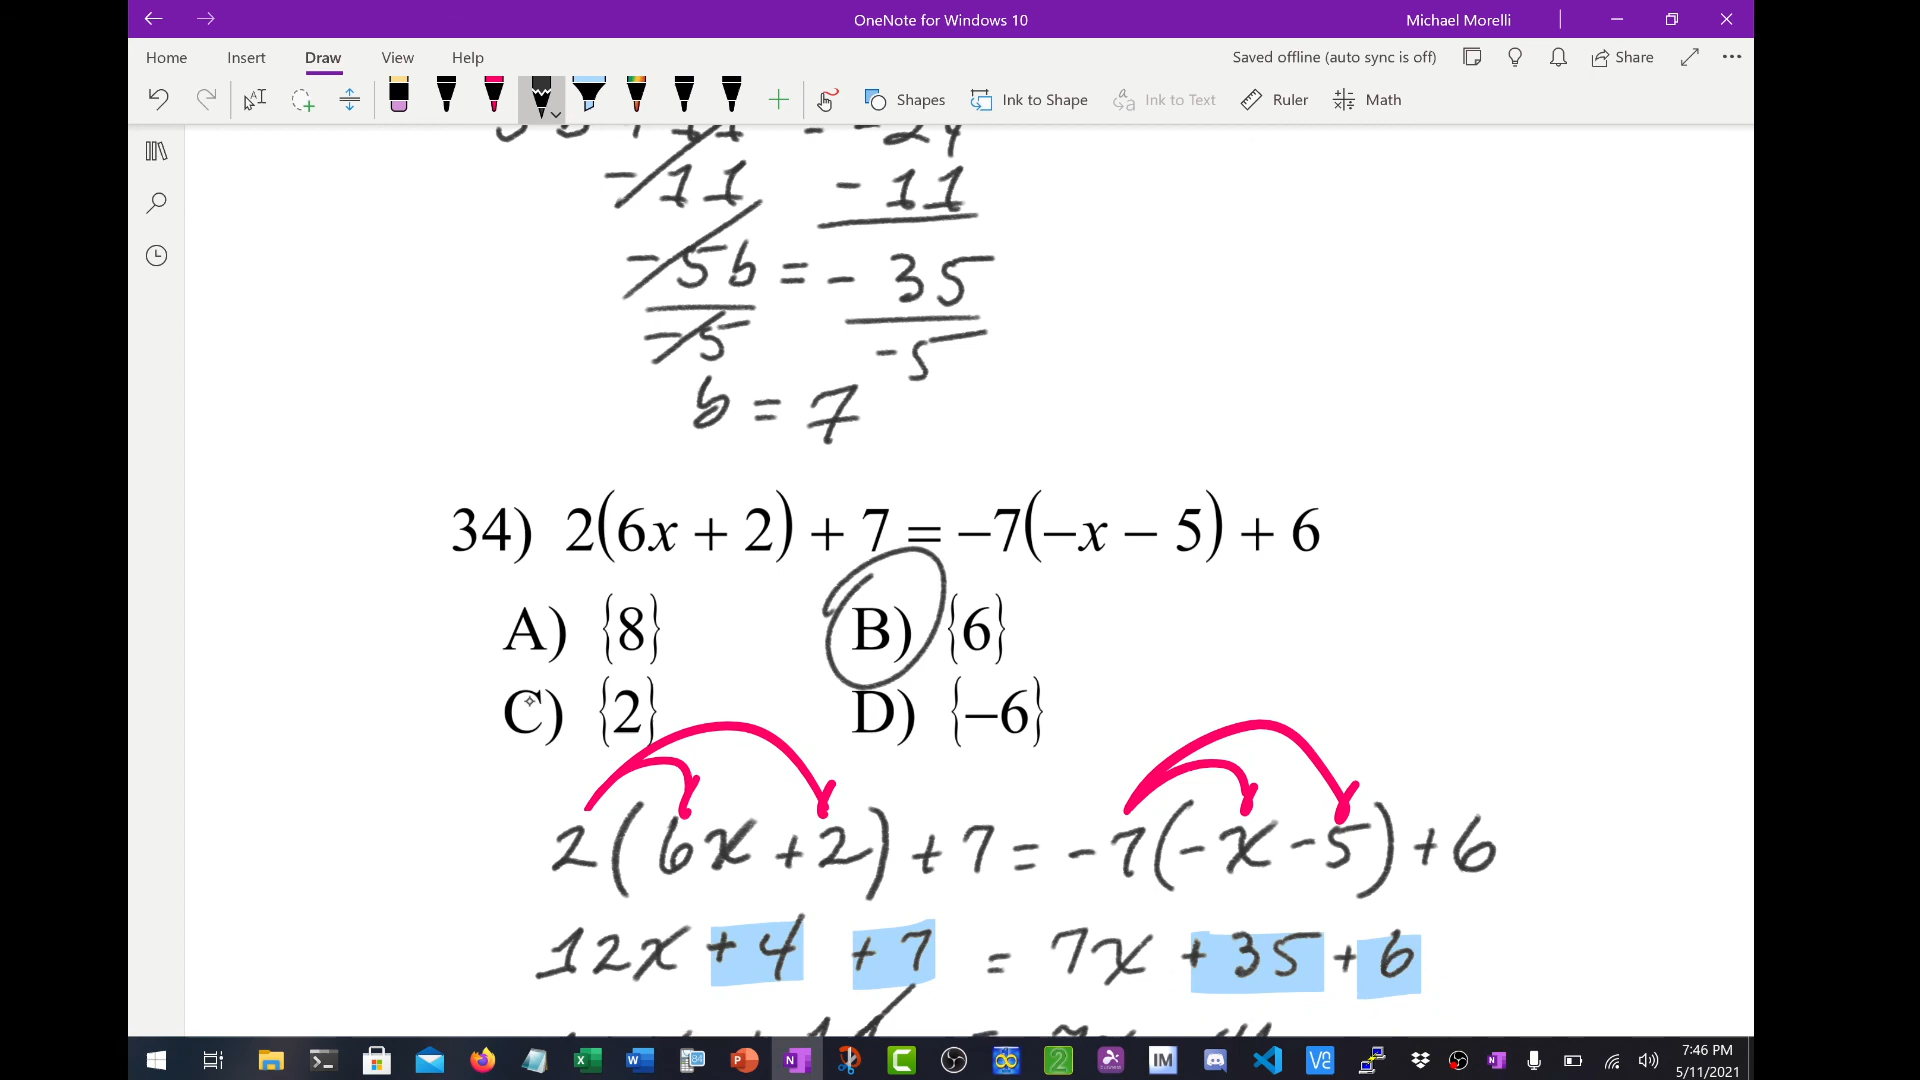 OneNote for Windows 10
Michael Morelli
Home Insert Draw View Help
Saved offline (auto sync is off) Share
Shapes Ink to Shape Ink to Text Ruler Math
-11 -11
-5b = -35
-5 -5
b = 7
34) 2(6x + 2) + 7 = −7(−x − 5) + 6
A) {8} B) {6}
C) {2} D) {−6}
2(6x+2)+7 = -7(-x-5)+6
12x +4 +7 = 7x +35 +6
7:46 PM
5/11/2021